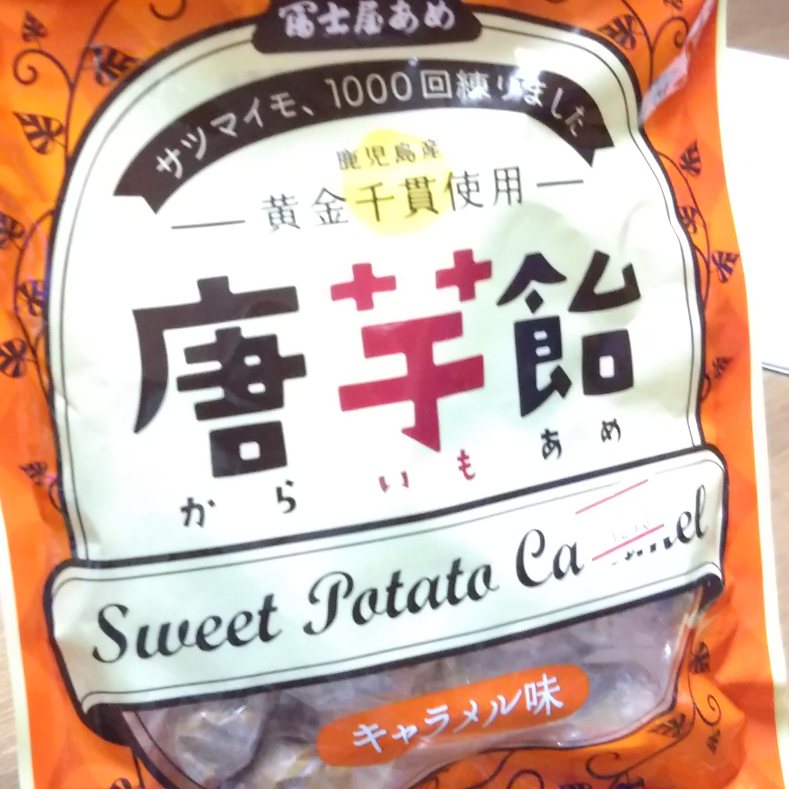 冨士屋あめ
サツマイモ、1000回練りました
鹿児島産
黄金千貫使用
唐芋飴
からいもあめ
Sweet Potato Ca mel
キャラメル味